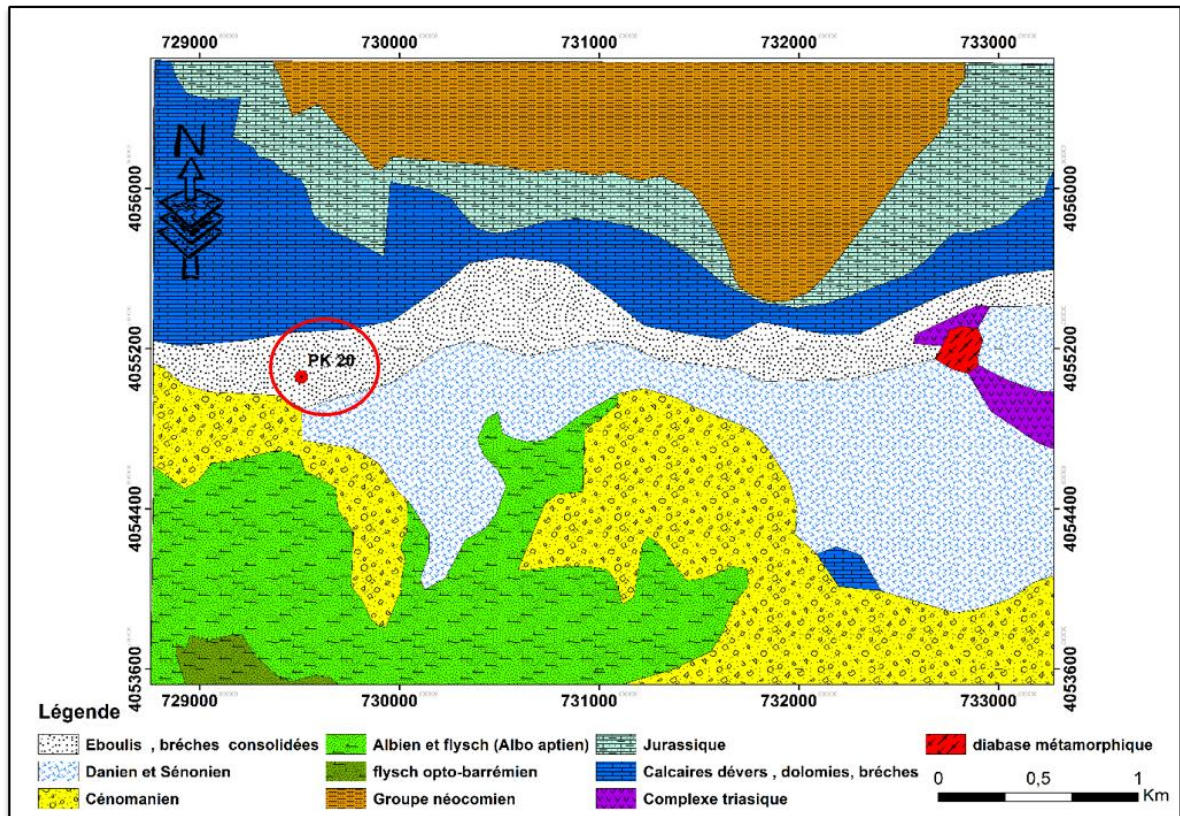 729000 730000 731000 732000 733000
N
4056000 4056000
4055200 4055200
PK 20
4054400 4054400
4053600 4053600
729000 730000 731000 732000 733000
Légende
Eboulis , bréches consolidées
Danien et Sénonien
Cénomanien
Albien et flysch (Albo aptien)
flysch opto-barrémien
Groupe néocomien
Jurassique
Calcaires dévers , dolomies, brèches
Complexe triasique
diabase métamorphique
0 0,5 1
Km